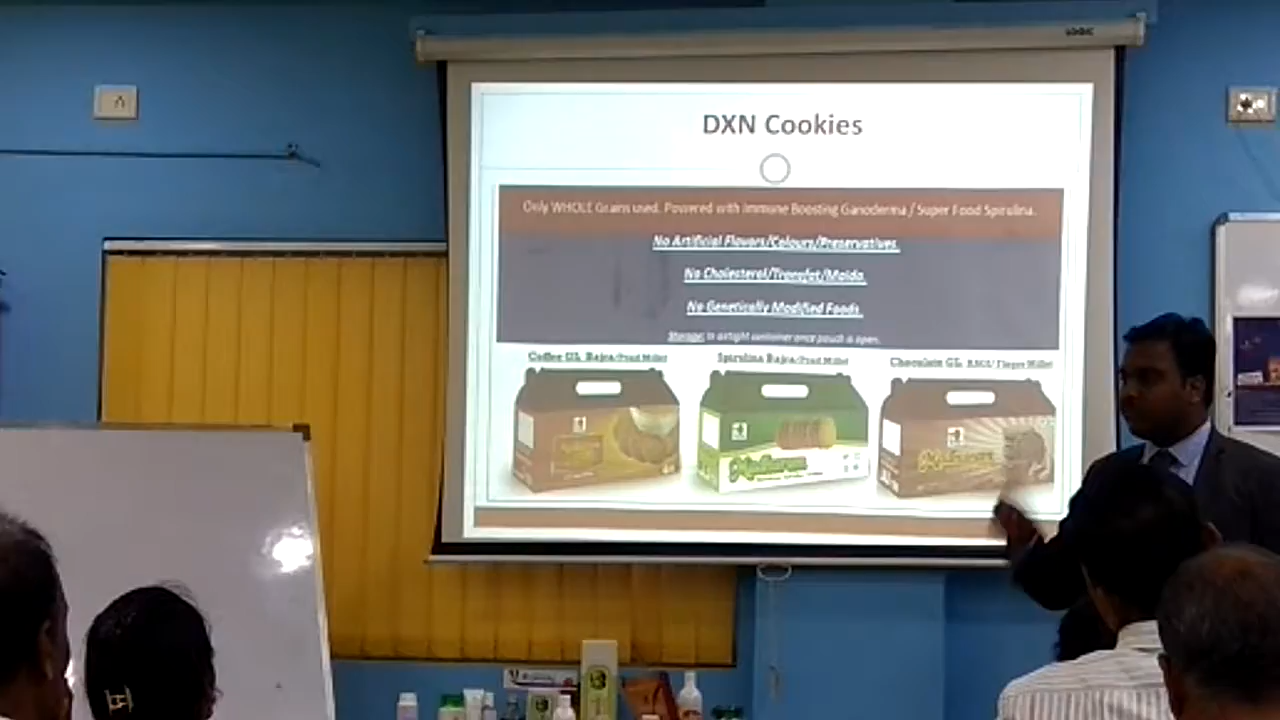 LOGIC
DXN Cookies
Only WHOLE Grains used. Powered with Immune Boosting Ganoderma / Super Food Spirulina.
No Artificial Flavors/Colours/Preservatives.
No Cholesterol/Transfat/Maida.
No Genetically Modified Foods.
Storage: In airtight container once pouch is open.
Coffee GL Bajra/Pearl Millet
Spirulina Bajra/Pearl Millet
Chocolate GL RAGI/ Finger Millet